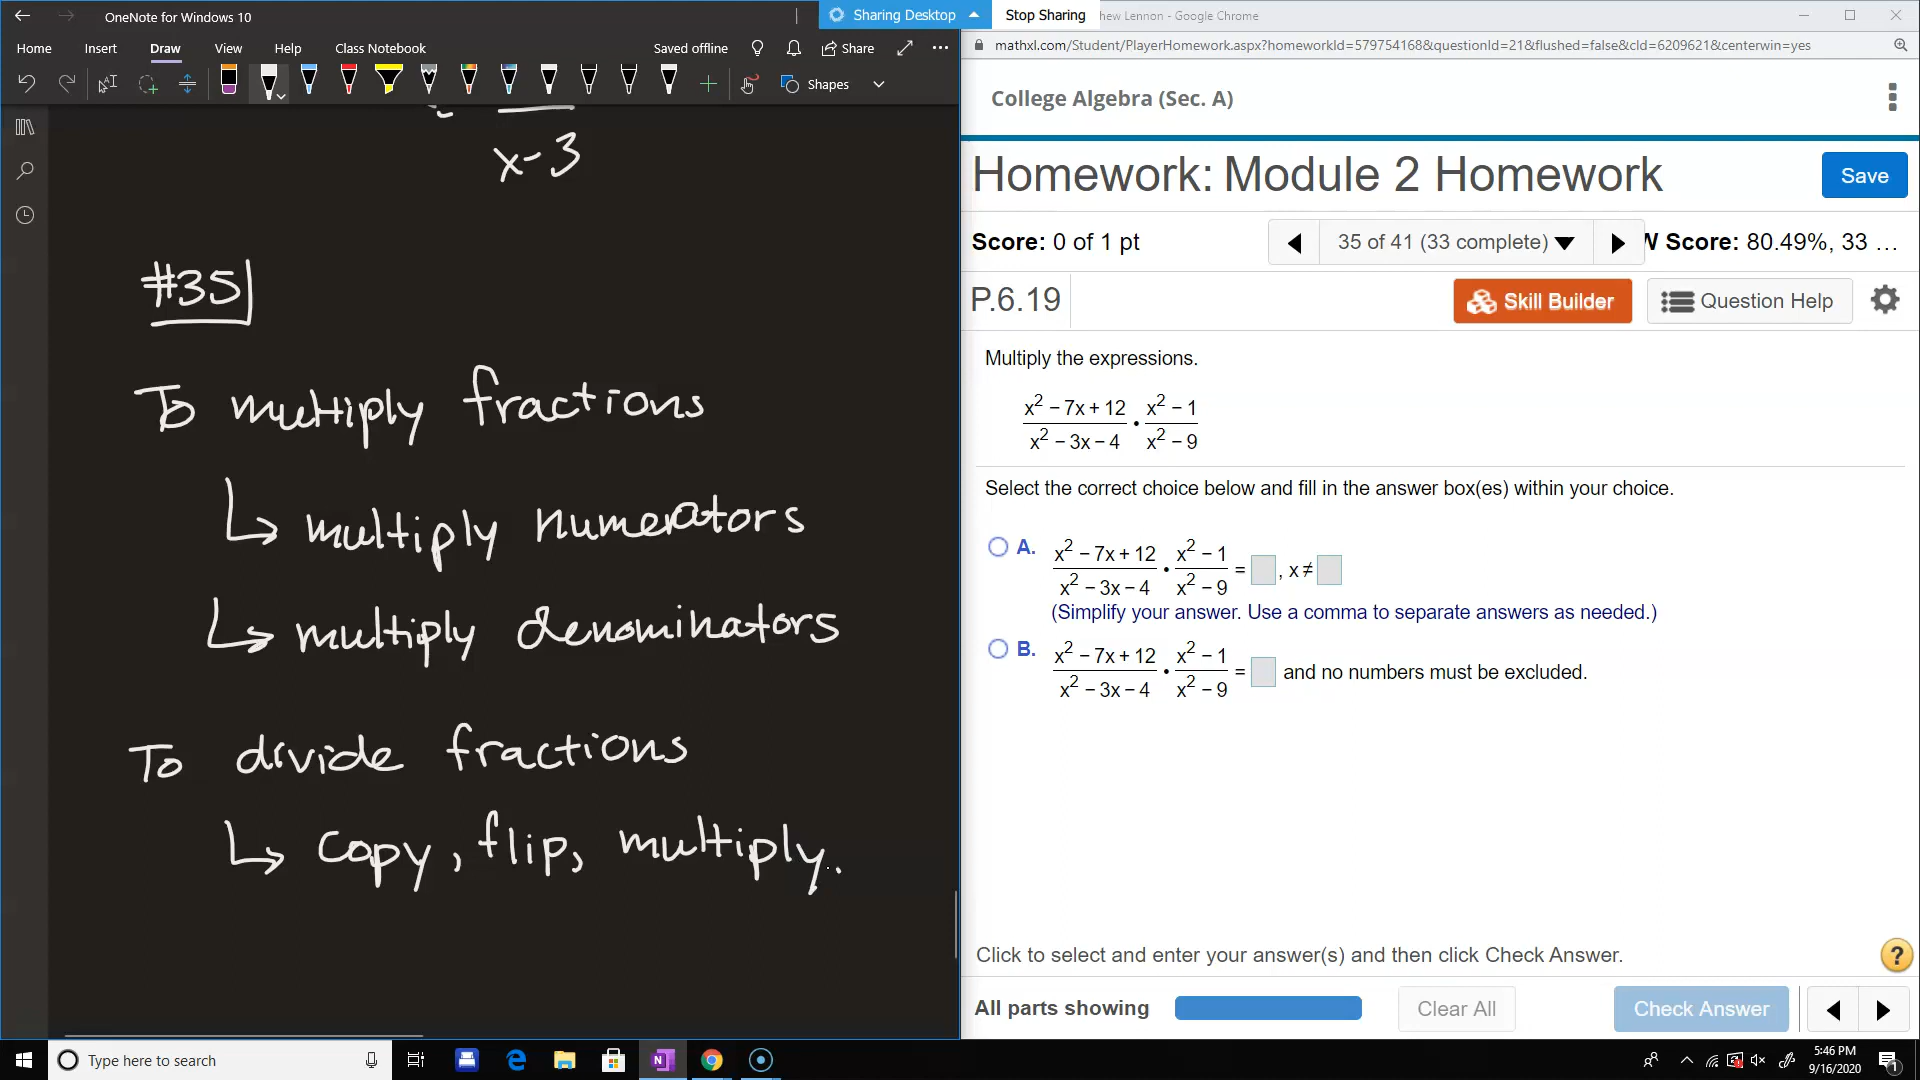 OneNote for Windows 10
Sharing Desktop
Stop Sharing
hew Lennon - Google Chrome
Home Insert Draw View Help Class Notebook
Saved offline
Share
mathxl.com/Student/PlayerHomework.aspx?homeworkId=579754168&questionId=21&flushed=false&cId=6209621&centerwin=yes
Shapes
x-3
#35
To multiply fractions
↳ multiply numerators
↳ multiply denominators
To divide fractions
↳ copy, flip, multiply.
College Algebra (Sec. A)
Homework: Module 2 Homework
Save
Score: 0 of 1 pt
35 of 41 (33 complete)
W Score: 80.49%, 33 ...
P.6.19
Skill Builder
Question Help
Multiply the expressions.
x² − 7x + 12 x² − 1
•
x² − 3x − 4 x² − 9
Select the correct choice below and fill in the answer box(es) within your choice.
A.
x² − 7x + 12 x² − 1
• = , x ≠
x² − 3x − 4 x² − 9
(Simplify your answer. Use a comma to separate answers as needed.)
B.
x² − 7x + 12 x² − 1
• = and no numbers must be excluded.
x² − 3x − 4 x² − 9
Click to select and enter your answer(s) and then click Check Answer.
?
All parts showing
Clear All
Check Answer
Type here to search
5:46 PM
9/16/2020
1